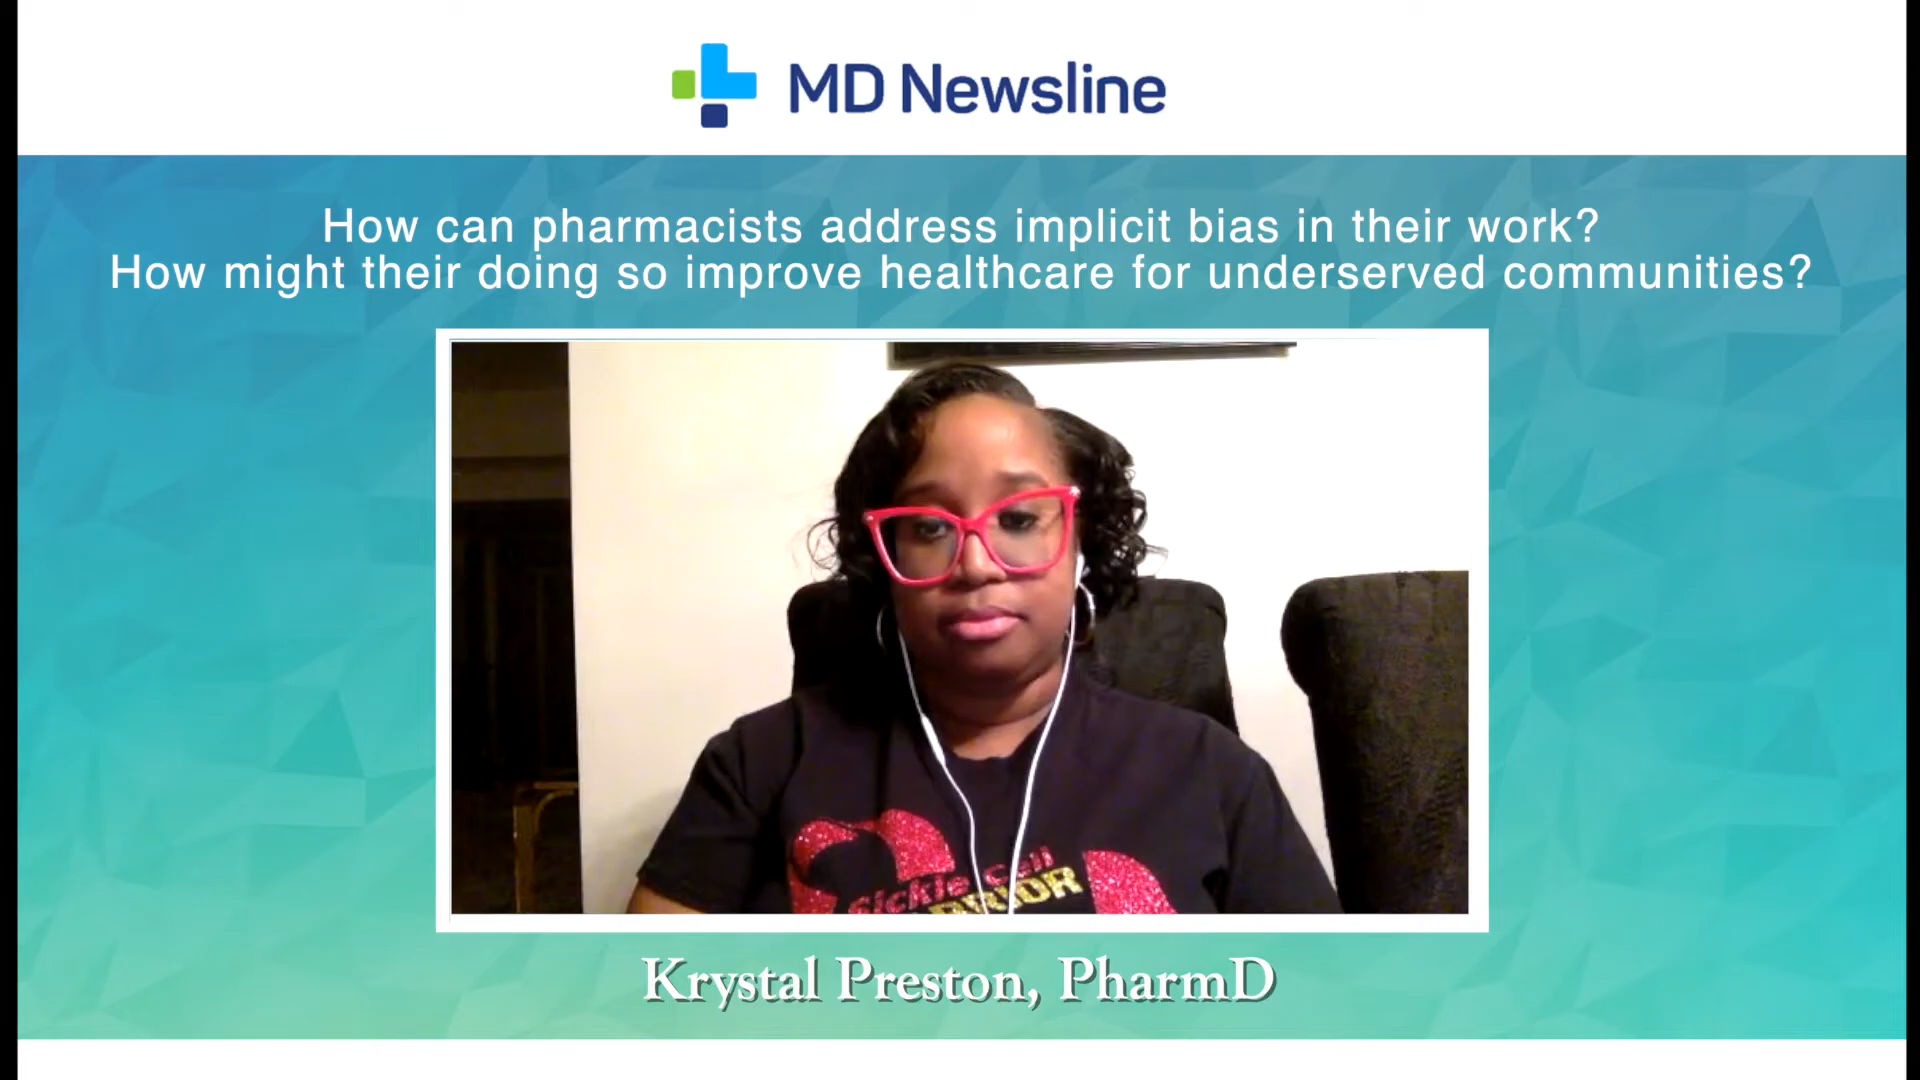 MD Newsline
How can pharmacists address implicit bias in their work?
How might their doing so improve healthcare for underserved communities?
Sickle Cell
Krystal Preston, PharmD